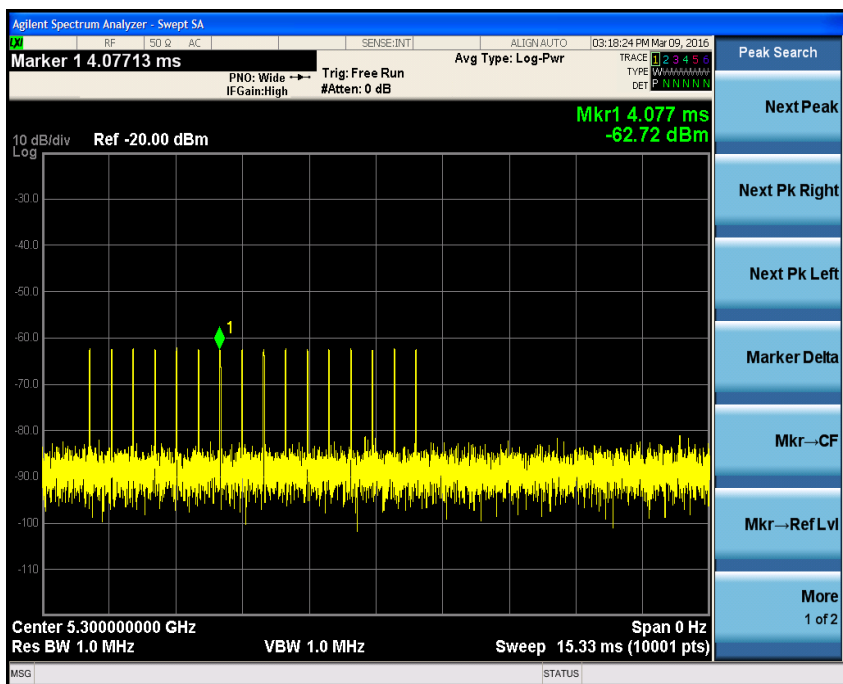 Agilent Spectrum Analyzer - Swept SA
LXI RF 50 Ω AC SENSE:INT ALIGN AUTO 03:18:24 PM Mar 09, 2016
Marker 1 4.07713 ms
PNO: Wide
IFGain:High
Trig: Free Run
#Atten: 0 dB
Avg Type: Log-Pwr
TRACE 1 2 3 4 5 6
TYPE WWWWWW
DET P N N N N N
Mkr1 4.077 ms
-62.72 dBm
10 dB/div Ref -20.00 dBm
Log
-30.0
-40.0
-50.0
-60.0
-70.0
-80.0
-90.0
-100
-110
1
Center 5.300000000 GHz Span 0 Hz
Res BW 1.0 MHz VBW 1.0 MHz Sweep 15.33 ms (10001 pts)
MSG STATUS
Peak Search
Next Peak
Next Pk Right
Next Pk Left
Marker Delta
Mkr→CF
Mkr→Ref Lvl
More
1 of 2